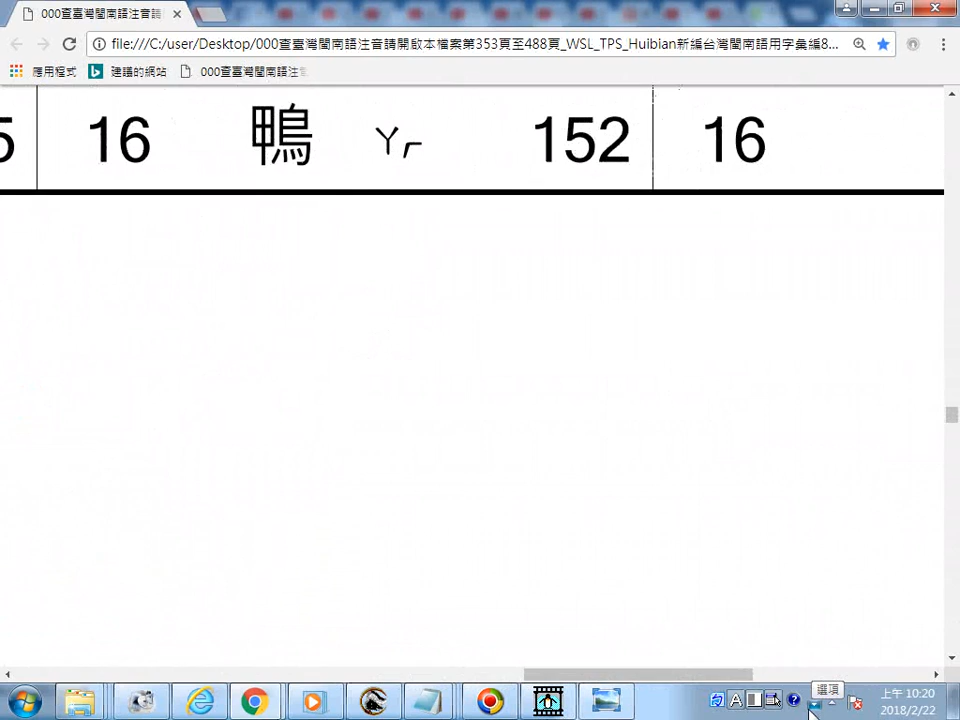 000查臺灣閩南語注音請
file:///C:/user/Desktop/000查臺灣閩南語注音請開啟本檔案第353頁至488頁_WSL_TPS_Huibian新編台灣閩南語用字彙編8...
應用程式 建議的網站 000查臺灣閩南語注
5 16 鴨 ㄚㄏ 152 16
選項
上午 10:20
2018/2/22